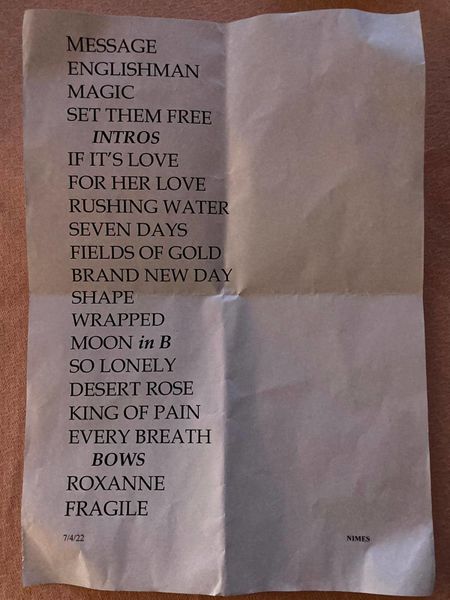 MESSAGE
ENGLISHMAN
MAGIC
SET THEM FREE
INTROS
IF IT'S LOVE
FOR HER LOVE
RUSHING WATER
SEVEN DAYS
FIELDS OF GOLD
BRAND NEW DAY
SHAPE
WRAPPED
MOON in B
SO LONELY
DESERT ROSE
KING OF PAIN
EVERY BREATH
BOWS
ROXANNE
FRAGILE
7/4/22 NIMES